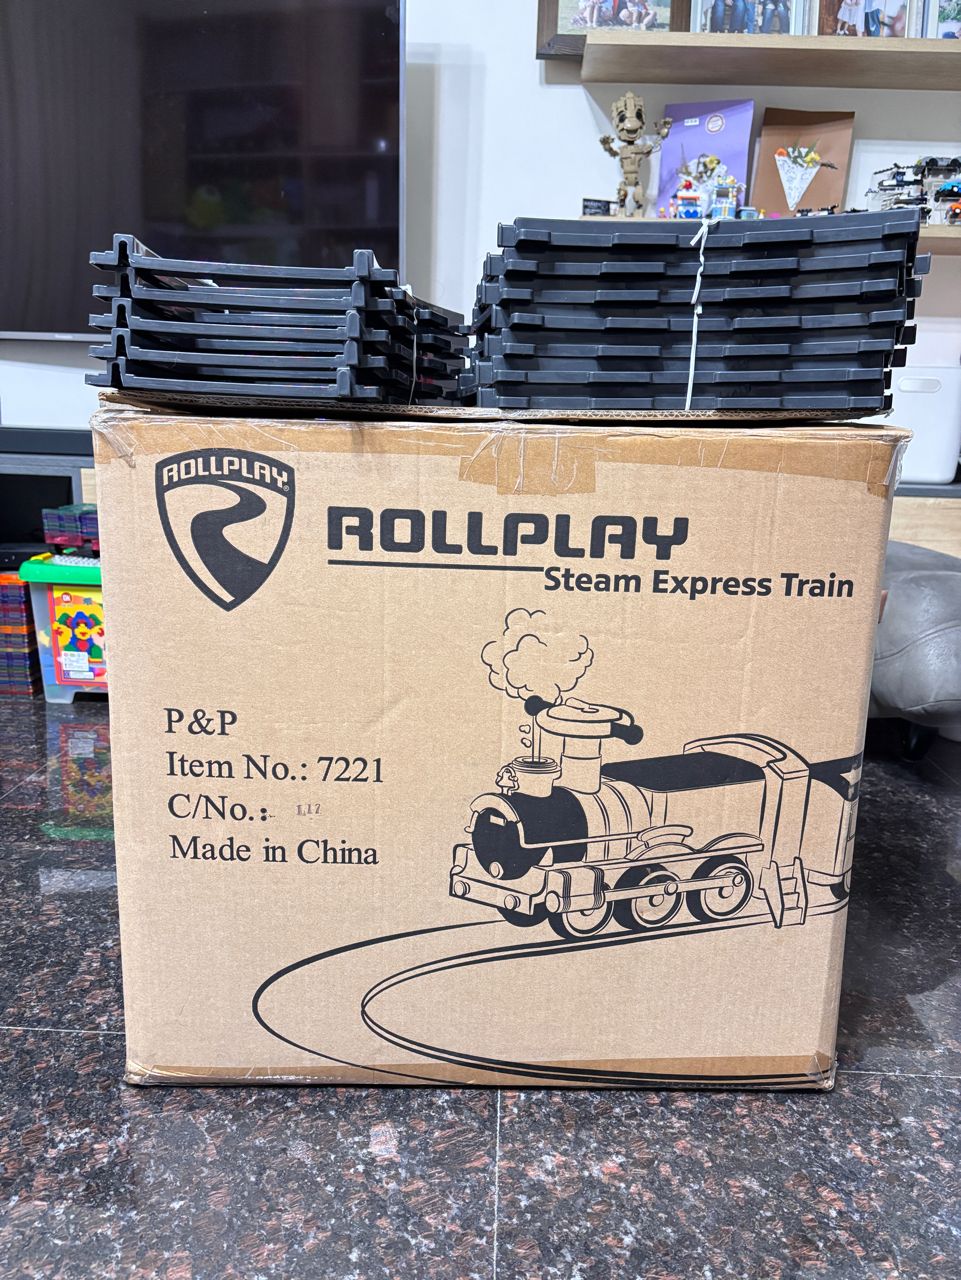 ROLLPLAY
ROLLPLAY
Steam Express Train
P&P
Item No.: 7221
C/No.:
Made in China